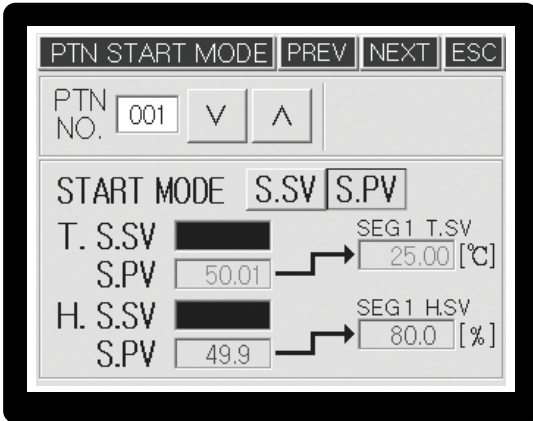 PTN START MODE PREV NEXT ESC
PTN NO. 001 ∨ ∧
START MODE S.SV S.PV
T. S.SV SEG1 T.SV
S.PV 50.01 25.00 [℃]
H. S.SV SEG1 H.SV
S.PV 49.9 80.0 [%]